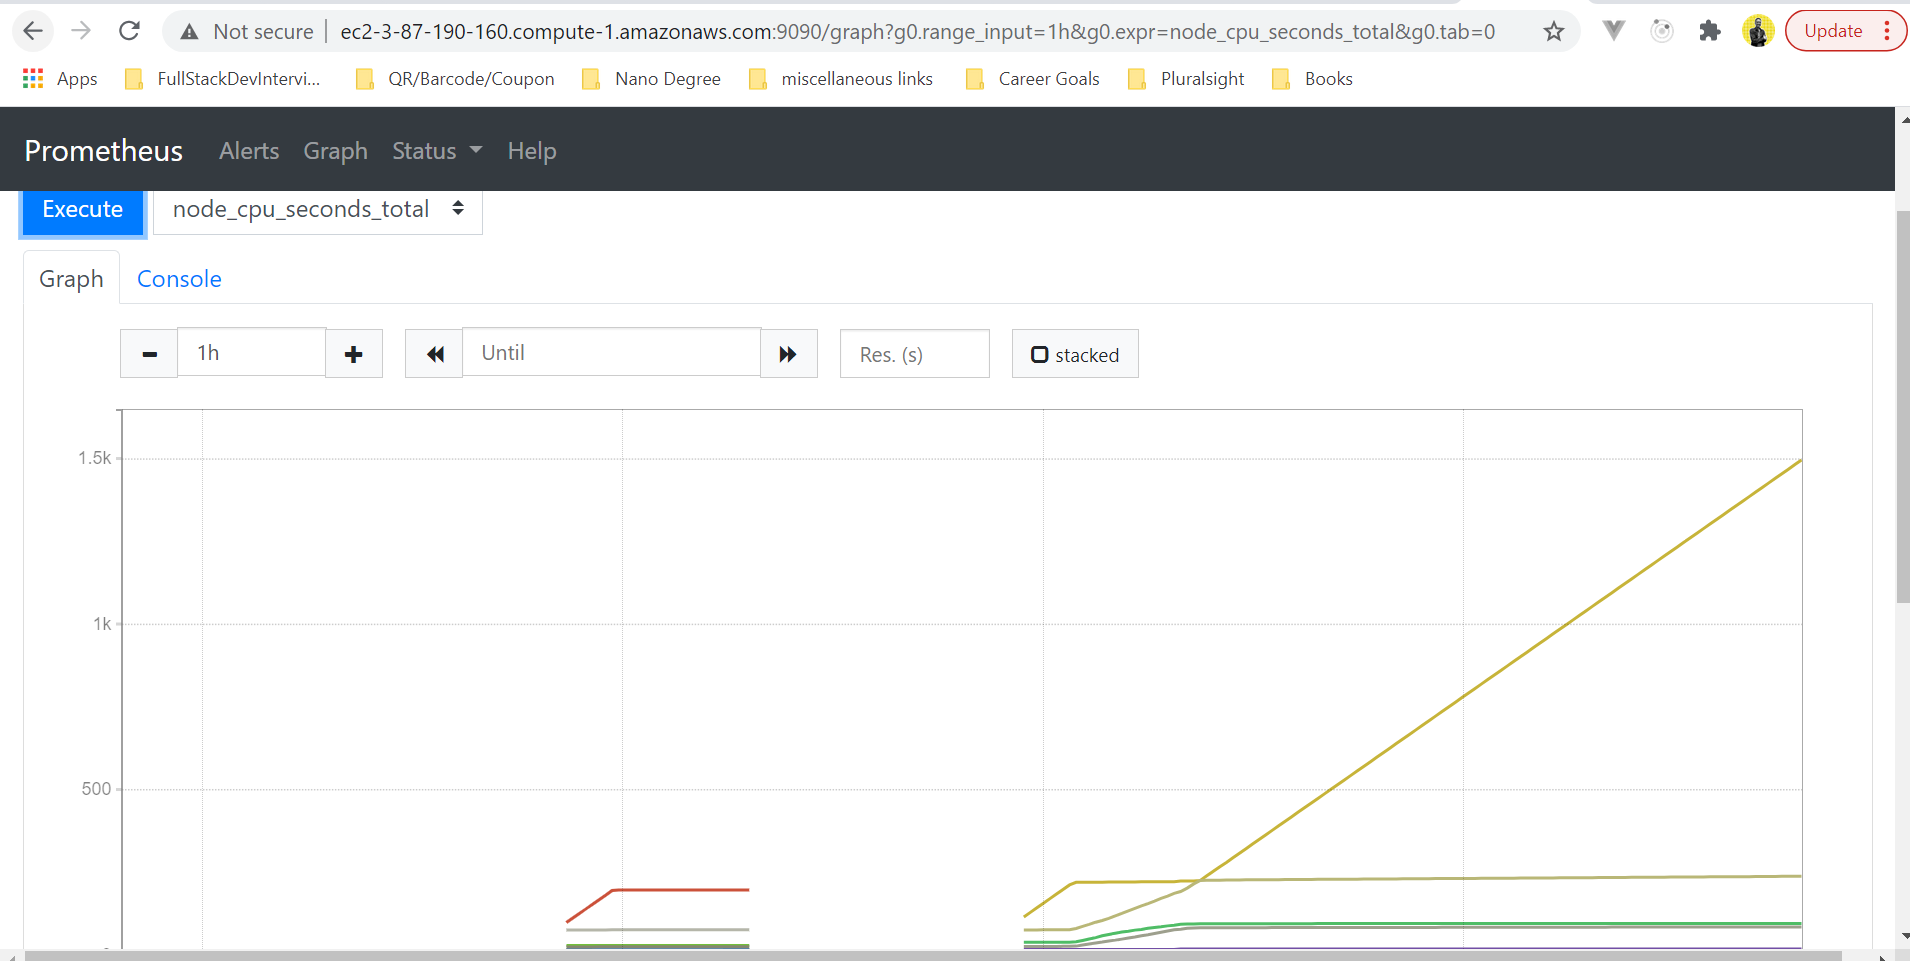 Not secure ec2-3-87-190-160.compute-1.amazonaws.com:9090/graph?g0.range_input=1h&g0.expr=node_cpu_seconds_total&g0.tab=0 Update
Apps FullStackDevIntervi... QR/Barcode/Coupon Nano Degree miscellaneous links Career Goals Pluralsight Books
Prometheus Alerts Graph Status Help
Execute node_cpu_seconds_total
Graph Console
1h Until Res. (s) stacked
1.5k
1k
500